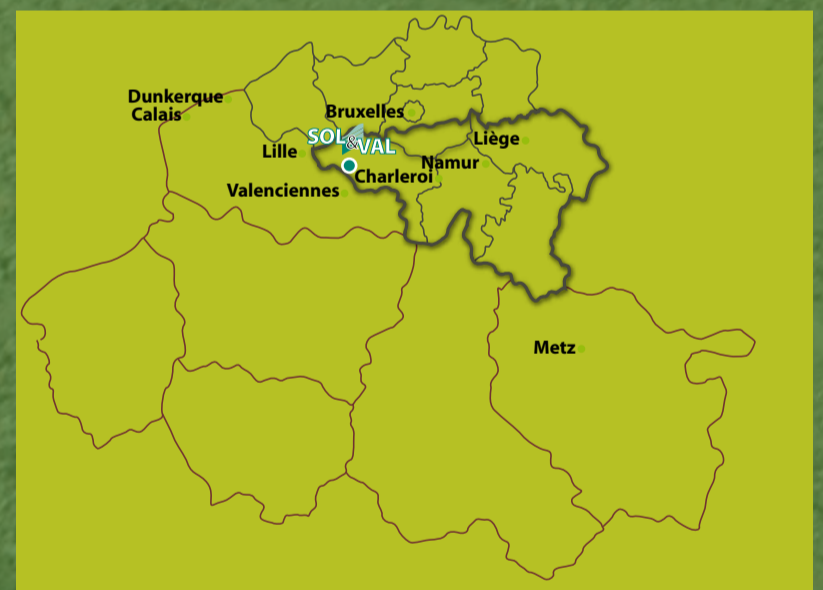 Dunkerque
Calais
Bruxelles
SOL&VAL
Liège
Lille
Namur
Charleroi
Valenciennes
Metz